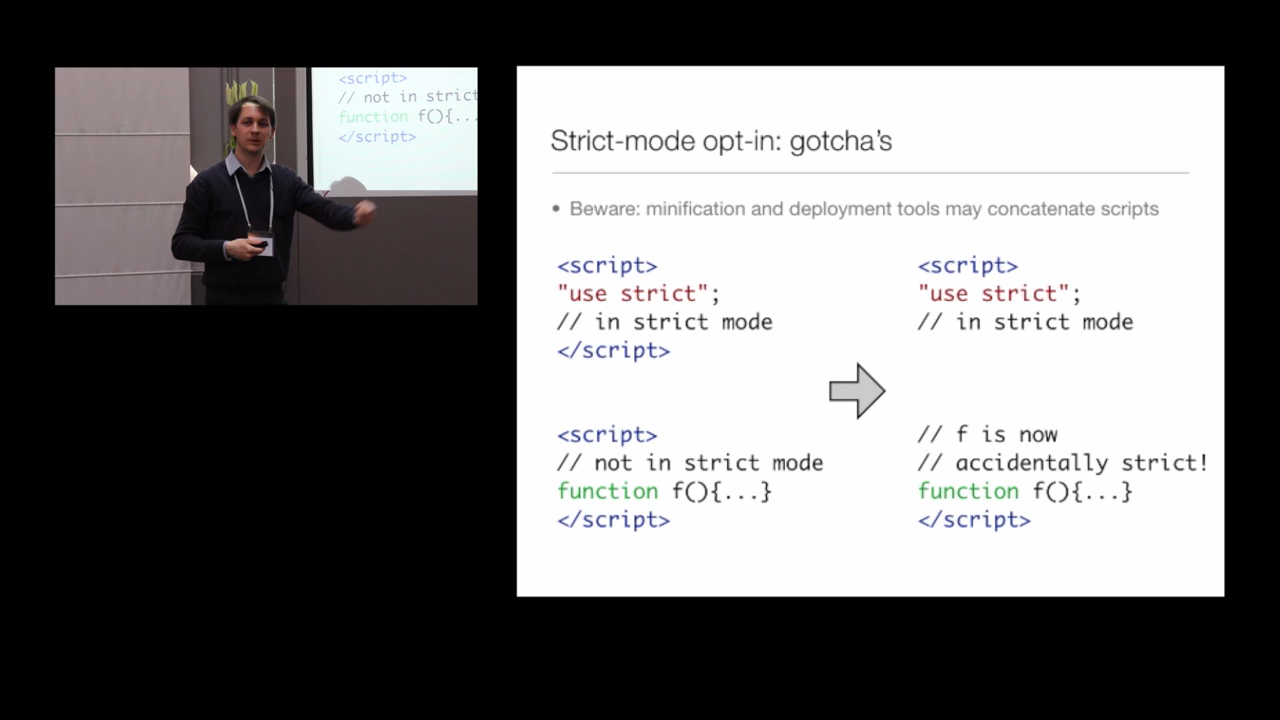 <script>
// not in strict
function f(){...
</script>
Strict-mode opt-in: gotcha's
• Beware: minification and deployment tools may concatenate scripts
<script>
"use strict";
// in strict mode
</script>
<script>
// not in strict mode
function f(){...}
</script>
<script>
"use strict";
// in strict mode
// f is now
// accidentally strict!
function f(){...}
</script>